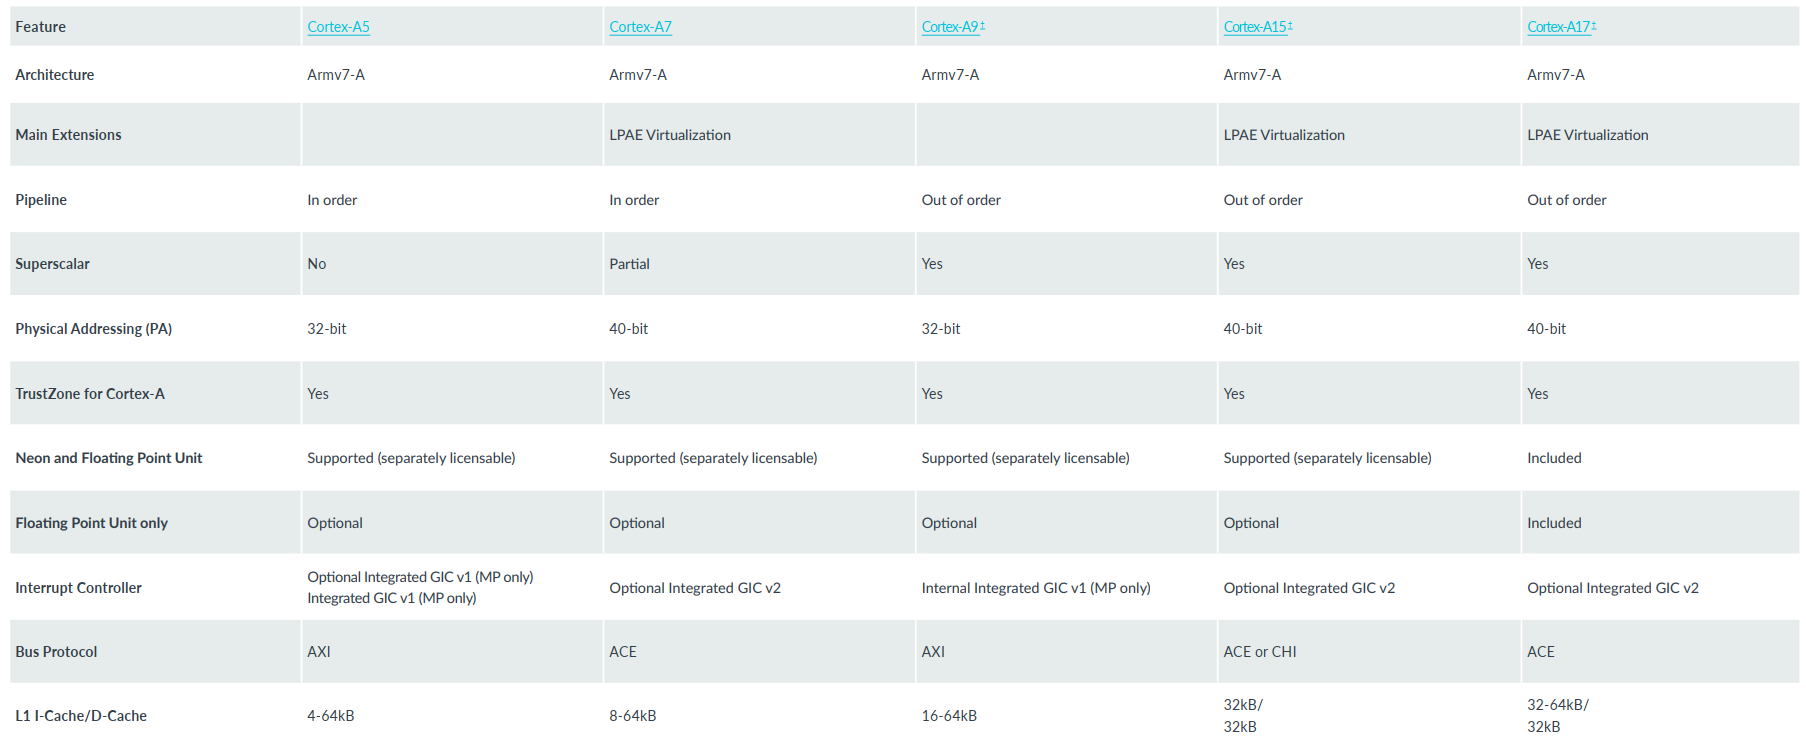 Feature Cortex-A5 Cortex-A7 Cortex-A9‡ Cortex-A15‡ Cortex-A17‡
Architecture Armv7-A Armv7-A Armv7-A Armv7-A Armv7-A
Main Extensions LPAE Virtualization LPAE Virtualization LPAE Virtualization
Pipeline In order In order Out of order Out of order Out of order
Superscalar No Partial Yes Yes Yes
Physical Addressing (PA) 32-bit 40-bit 32-bit 40-bit 40-bit
TrustZone for Cortex-A Yes Yes Yes Yes Yes
Neon and Floating Point Unit Supported (separately licensable) Supported (separately licensable) Supported (separately licensable) Supported (separately licensable) Included
Floating Point Unit only Optional Optional Optional Optional Included
Interrupt Controller Optional Integrated GIC v1 (MP only) Optional Integrated GIC v2 Internal Integrated GIC v1 (MP only) Optional Integrated GIC v2 Optional Integrated GIC v2
Integrated GIC v1 (MP only)
Bus Protocol AXI ACE AXI ACE or CHI ACE
L1 I-Cache/D-Cache 4-64kB 8-64kB 16-64kB 32kB/ 32-64kB/
32kB 32kB